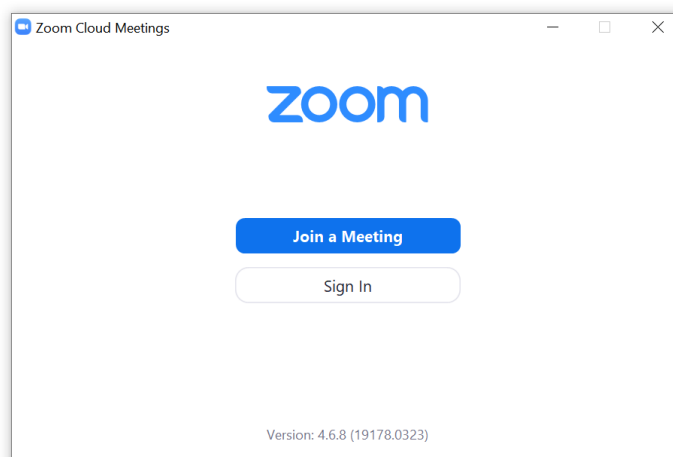 Zoom Cloud Meetings
zoom
Join a Meeting
Sign In
Version: 4.6.8 (19178.0323)